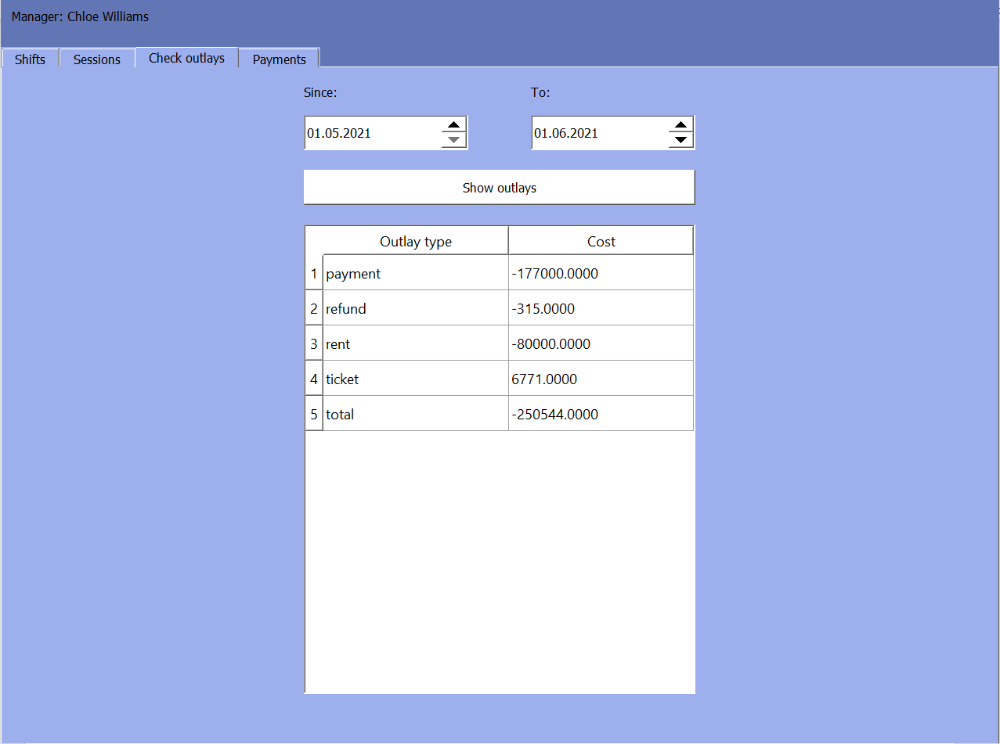 Manager: Chloe Williams
Shifts Sessions Check outlays Payments
Since: To:
01.05.2021 01.06.2021
Show outlays
Outlay type Cost
1 payment -177000.0000
2 refund -315.0000
3 rent -80000.0000
4 ticket 6771.0000
5 total -250544.0000